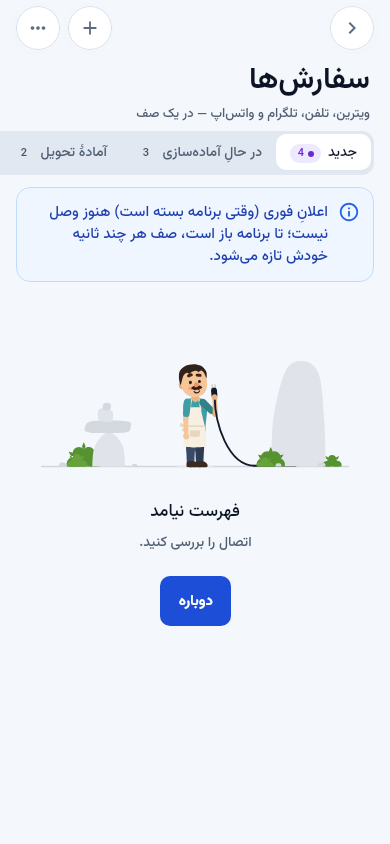 سفارش‌ها
ویترین، تلفن، تلگرام و واتس‌اپ — در یک صف
جدید 4 در حالِ آماده‌سازی 3 آمادهٔ تحویل 2
اعلانِ فوری (وقتی برنامه بسته است) هنوز وصل
نیست؛ تا برنامه باز است، صف هر چند ثانیه
خودش تازه می‌شود.
فهرست نیامد
اتصال را بررسی کنید.
دوباره